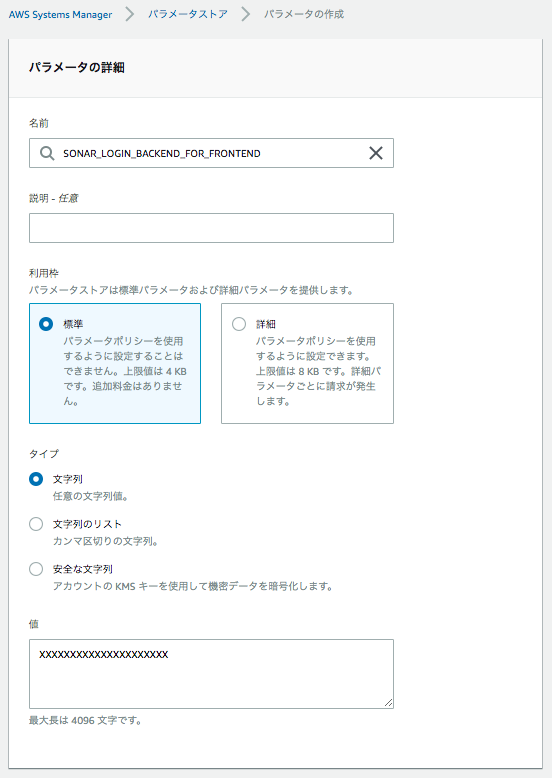 AWS Systems Manager > パラメータストア > パラメータの作成
パラメータの詳細
名前
SONAR_LOGIN_BACKEND_FOR_FRONTEND
説明 - 任意
利用枠
パラメータストアは標準パラメータおよび詳細パラメータを提供します。
標準
パラメータポリシーを使用
するように設定することは
できません。上限値は 4 KB
です。追加料金はありませ
ん。
詳細
パラメータポリシーを使用
するように設定できます。
上限値は 8 KB です。詳細パ
ラメータごとに請求が発生
します。
タイプ
文字列
任意の文字列値。
文字列のリスト
カンマ区切りの文字列。
安全な文字列
アカウントの KMS キーを使用して機密データを暗号化します。
値
XXXXXXXXXXXXXXXXXXXXX
最大長は 4096 文字です。